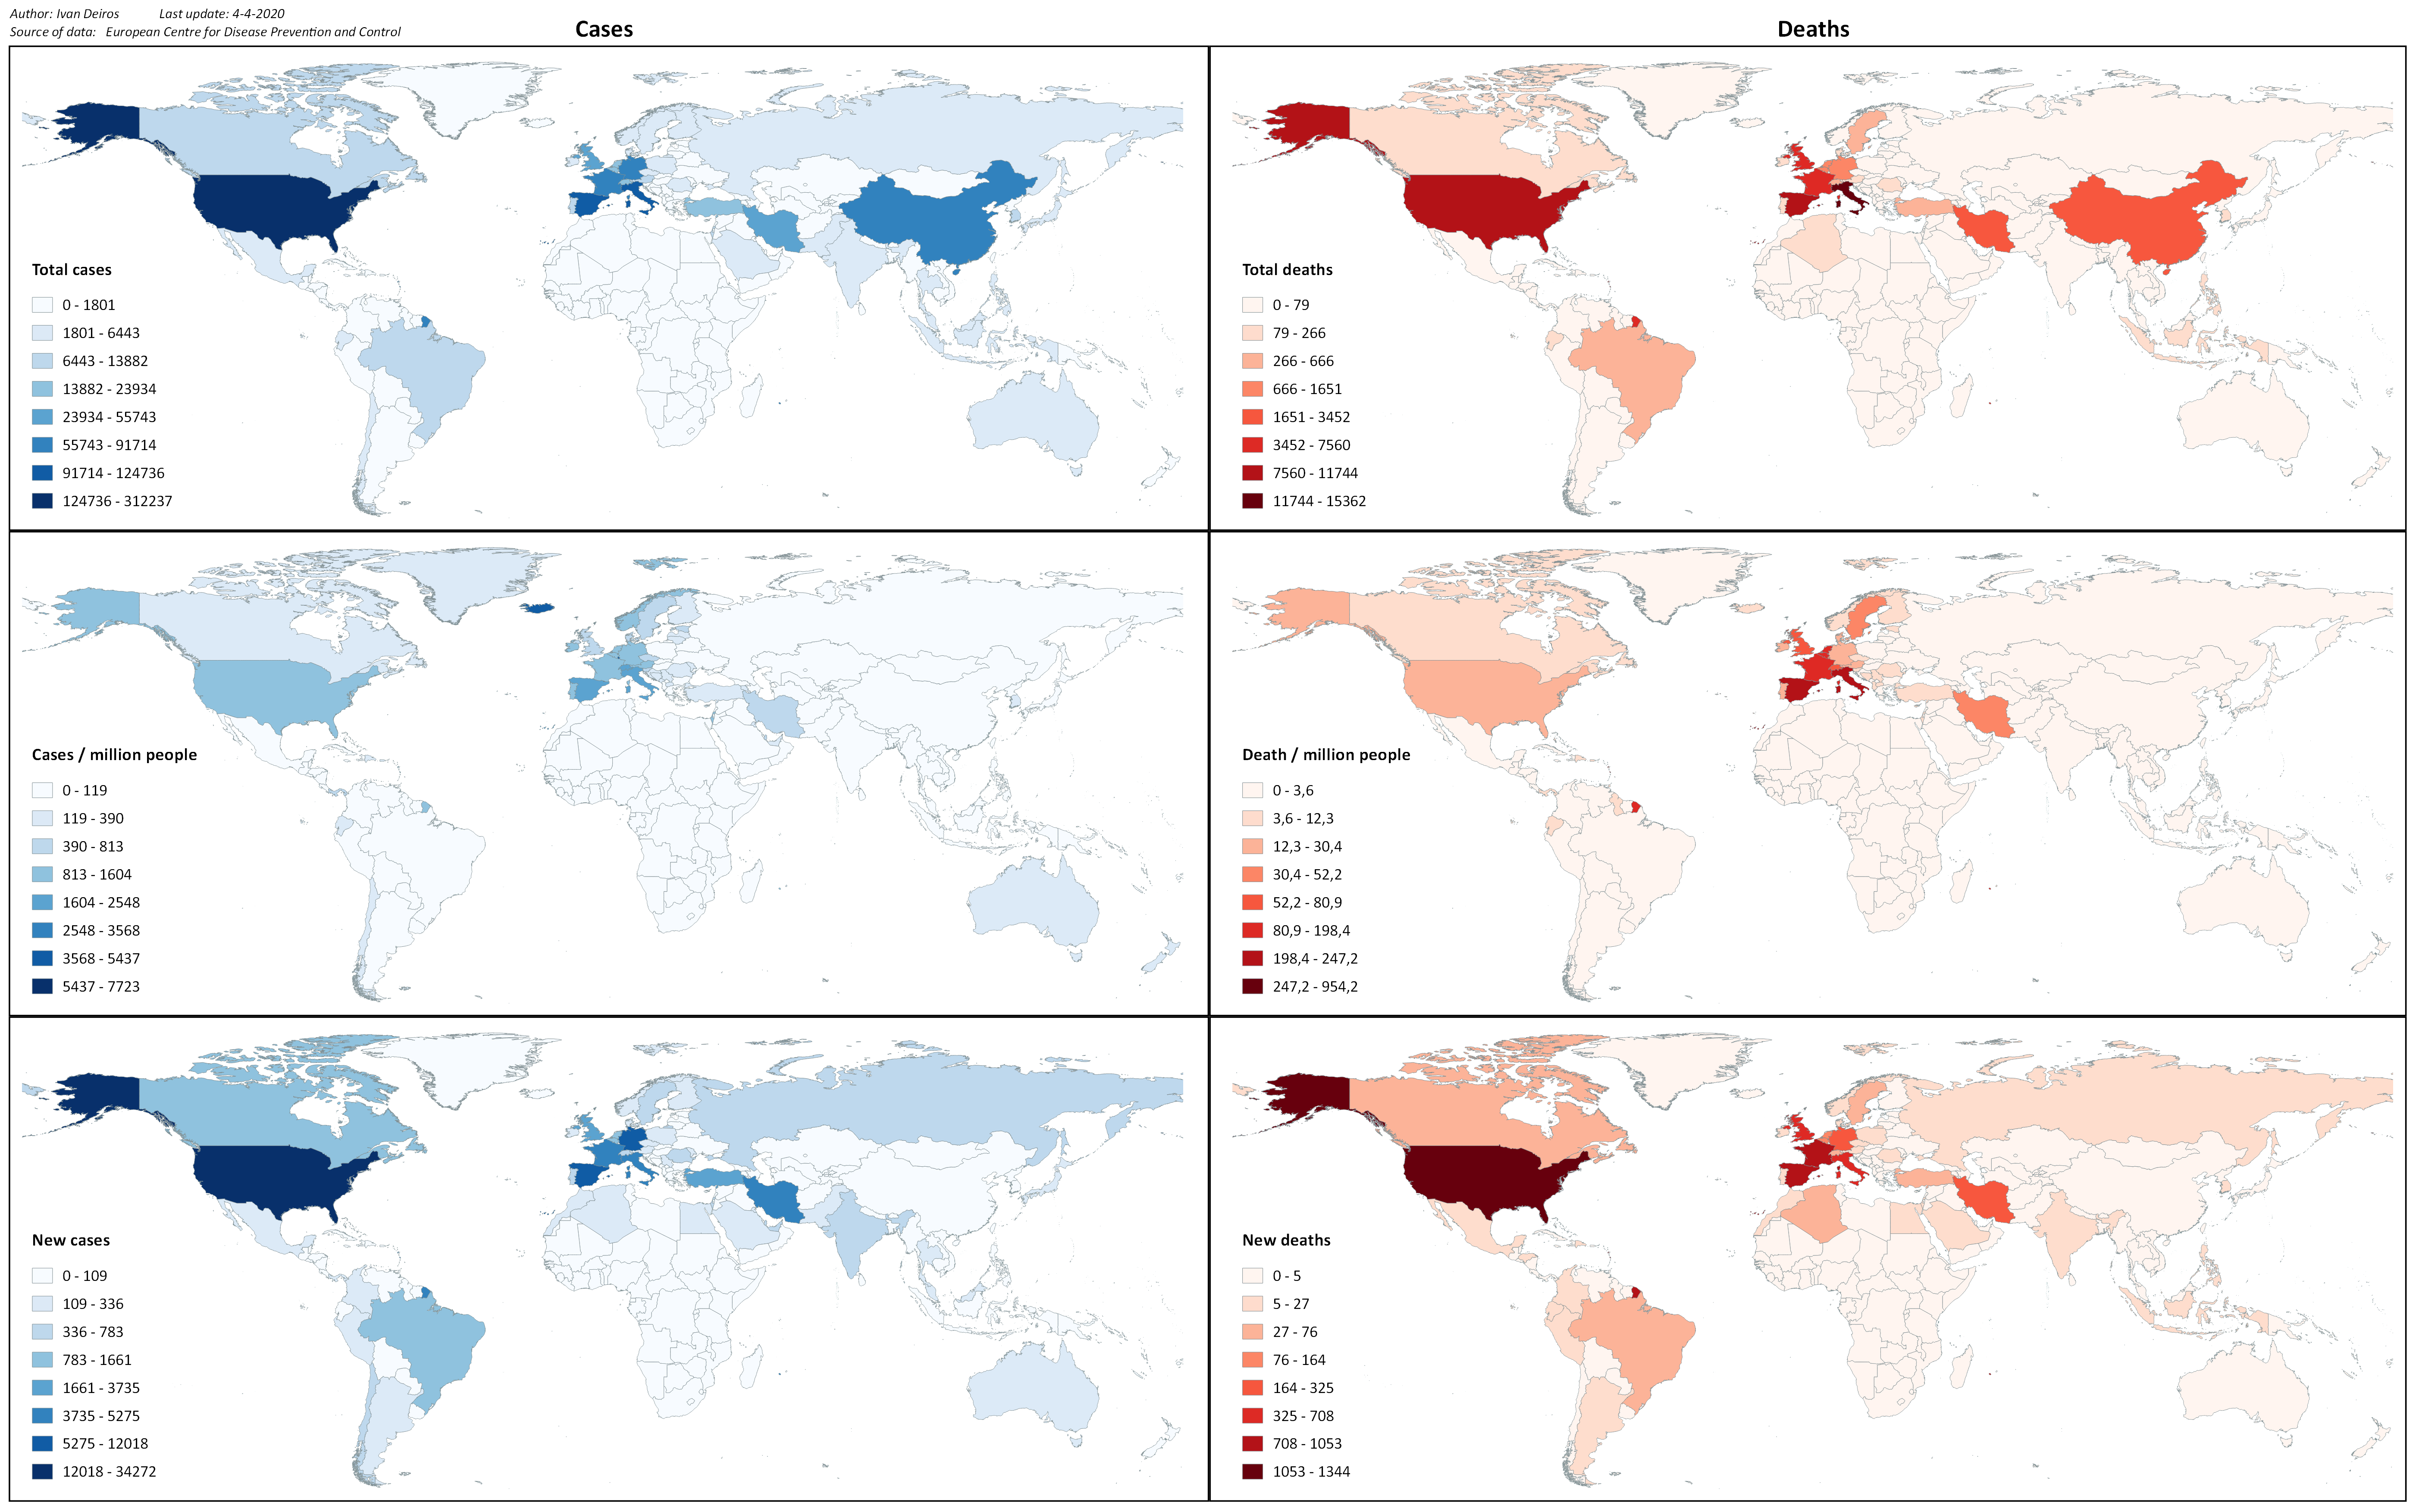 Author: Ivan Deiros Last update: 4-4-2020
Source of data: European Centre for Disease Prevention and Control
Cases
Deaths
Total cases
0 - 1801
1801 - 6443
6443 - 13882
13882 - 23934
23934 - 55743
55743 - 91714
91714 - 124736
124736 - 312237
Total deaths
0 - 79
79 - 266
266 - 666
666 - 1651
1651 - 3452
3452 - 7560
7560 - 11744
11744 - 15362
Cases / million people
0 - 119
119 - 390
390 - 813
813 - 1604
1604 - 2548
2548 - 3568
3568 - 5437
5437 - 7723
Death / million people
0 - 3,6
3,6 - 12,3
12,3 - 30,4
30,4 - 52,2
52,2 - 80,9
80,9 - 198,4
198,4 - 247,2
247,2 - 954,2
New cases
0 - 109
109 - 336
336 - 783
783 - 1661
1661 - 3735
3735 - 5275
5275 - 12018
12018 - 34272
New deaths
0 - 5
5 - 27
27 - 76
76 - 164
164 - 325
325 - 708
708 - 1053
1053 - 1344